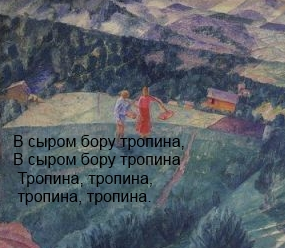 В сыром бору тропина,
В сыром бору тропина
Тропина, тропина,
тропина, тропина.